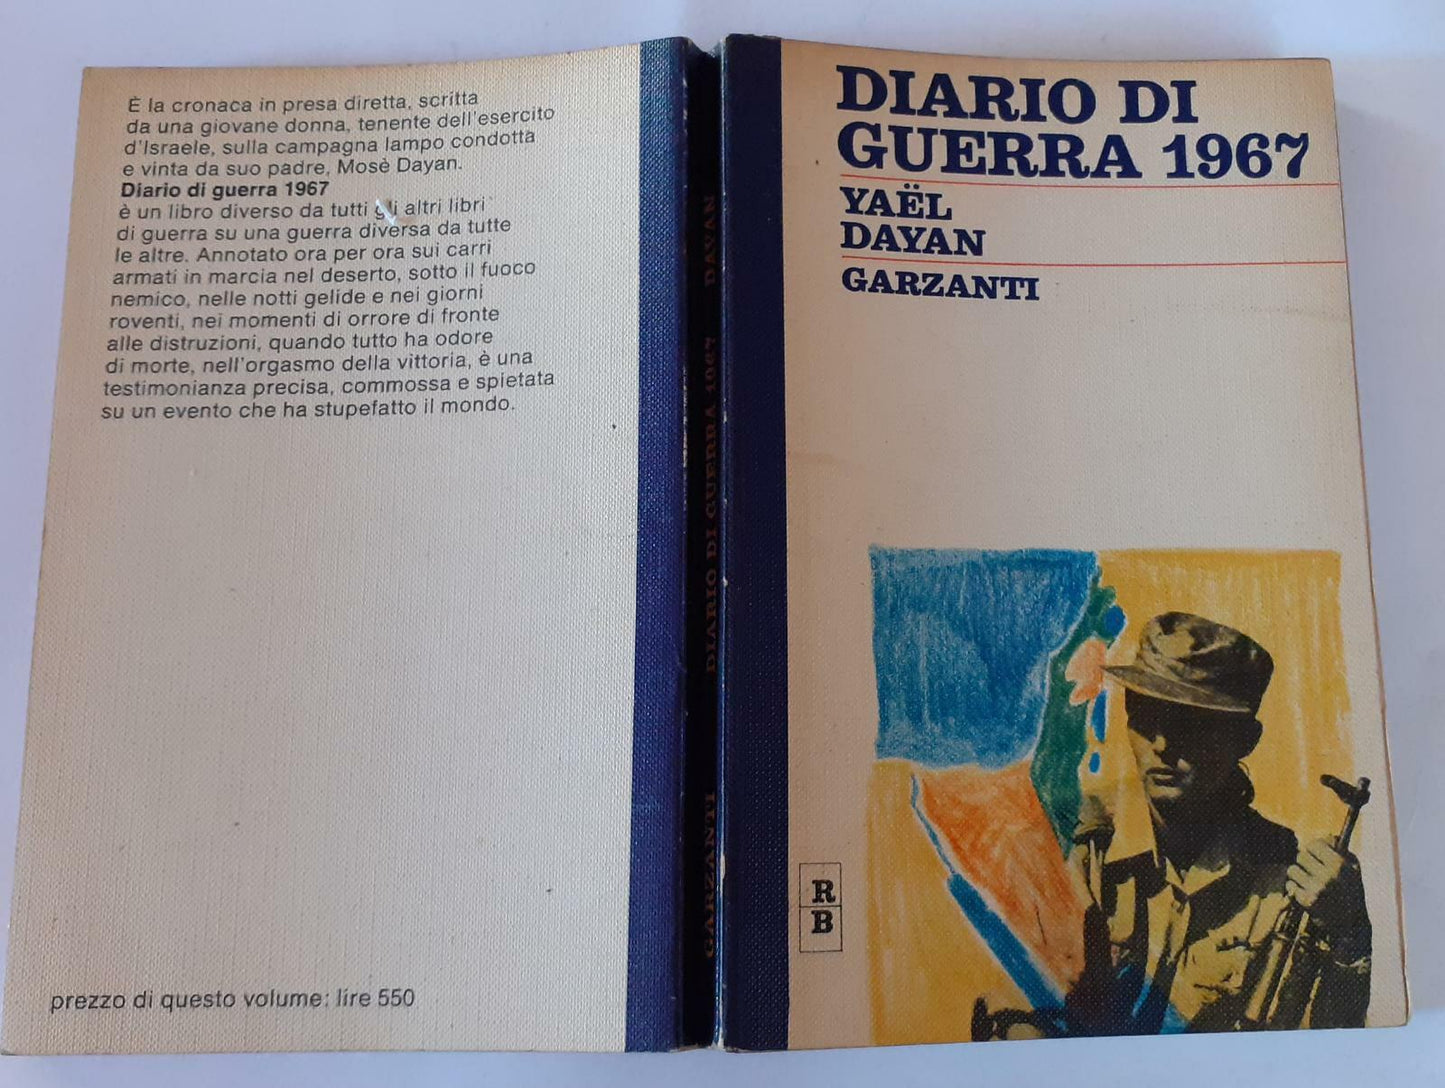 È la cronaca in presa diretta, scritta
da una giovane donna, tenente dell'esercito
d'Israele, sulla campagna lampo condotta
e vinta da suo padre, Mosè Dayan.
Diario di guerra 1967
è un libro diverso da tutti gli altri libri
di guerra su una guerra diversa da tutte
le altre. Annotato ora per ora sui carri
armati in marcia nel deserto, sotto il fuoco
nemico, nelle notti gelide e nei giorni
roventi, nei momenti di orrore di fronte
alle distruzioni, quando tutto ha odore
di morte, nell'orgasmo della vittoria, è una
testimonianza precisa, commossa e spietata
su un evento che ha stupefatto il mondo.
prezzo di questo volume: lire 550
GARZANTI DIARIO DI GUERRA 1967 DAYAN
DIARIO DI
GUERRA 1967
YAËL
DAYAN
GARZANTI
R
B